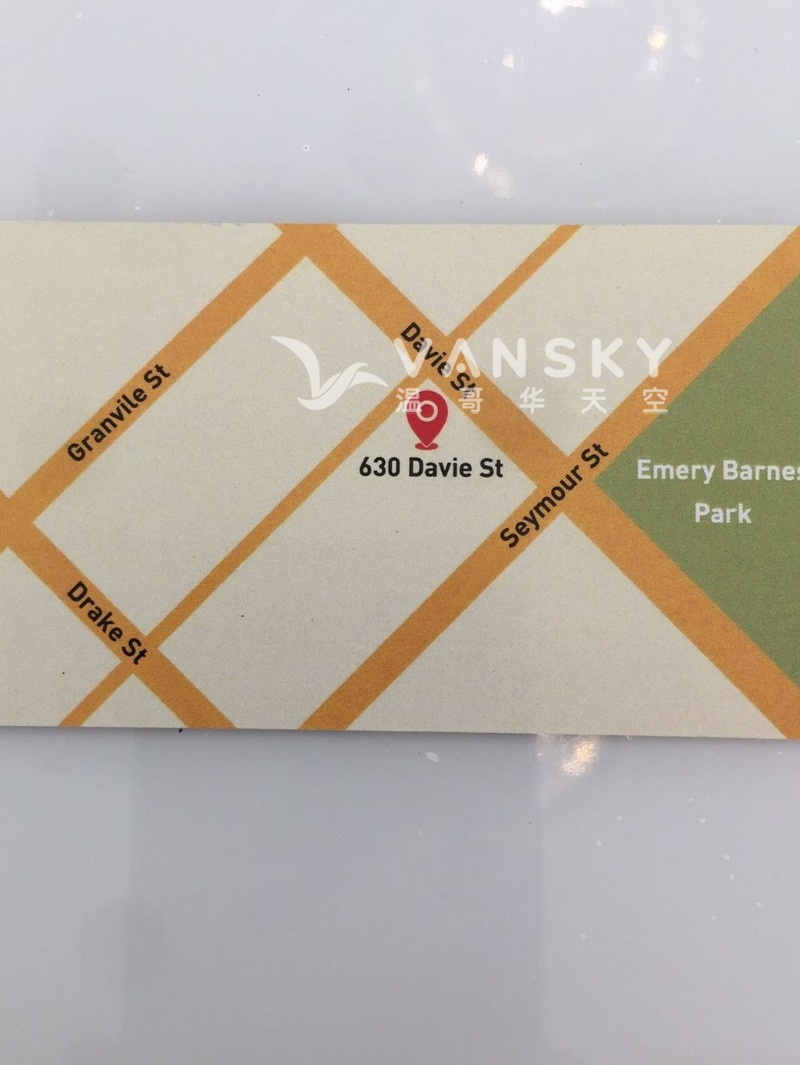 Davie St
VANSKY
温哥华天空
Granvile St
630 Davie St
Seymour St
Emery Barnes
Park
Drake St